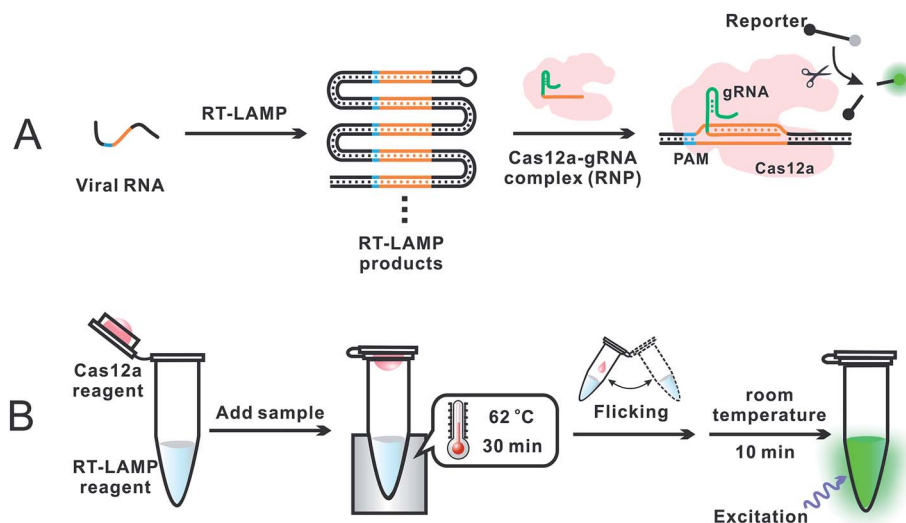 A
Viral RNA
RT-LAMP
RT-LAMP
products
Cas12a-gRNA
complex (RNP)
Reporter
gRNA
PAM
Cas12a
B
Cas12a
reagent
RT-LAMP
reagent
Add sample
62 °C
30 min
Flicking
room
temperature
10 min
Excitation